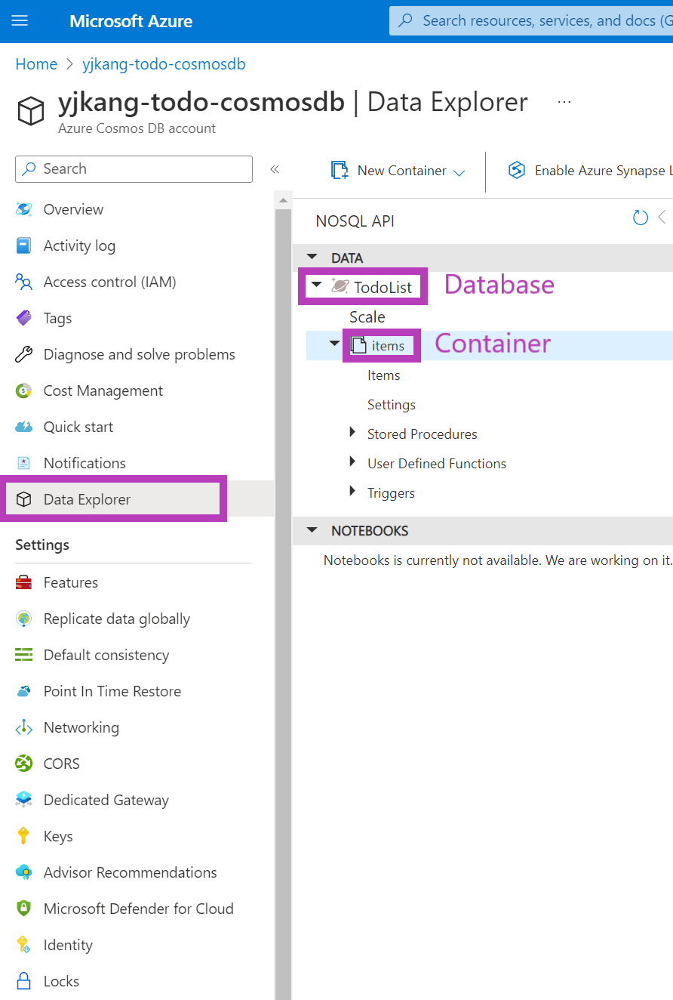 Microsoft Azure
Search resources, services, and docs (G
Home > yjkang-todo-cosmosdb
yjkang-todo-cosmosdb | Data Explorer ...
Azure Cosmos DB account
Search
«
New Container
Enable Azure Synapse L
Overview
Activity log
Access control (IAM)
Tags
Diagnose and solve problems
Cost Management
Quick start
Notifications
Data Explorer
Settings
Features
Replicate data globally
Default consistency
Point In Time Restore
Networking
CORS
Dedicated Gateway
Keys
Advisor Recommendations
Microsoft Defender for Cloud
Identity
Locks
NOSQL API
DATA
TodoList Database
Scale
items Container
Items
Settings
Stored Procedures
User Defined Functions
Triggers
NOTEBOOKS
Notebooks is currently not available. We are working on it.